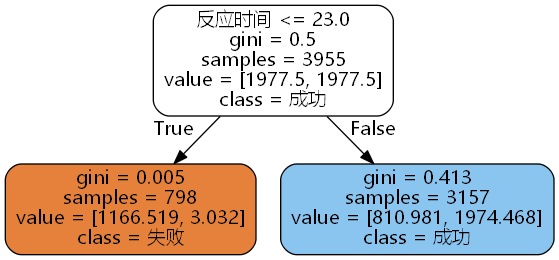 反应时间 <= 23.0
gini = 0.5
samples = 3955
value = [1977.5, 1977.5]
class = 成功
True
False
gini = 0.005
samples = 798
value = [1166.519, 3.032]
class = 失败
gini = 0.413
samples = 3157
value = [810.981, 1974.468]
class = 成功